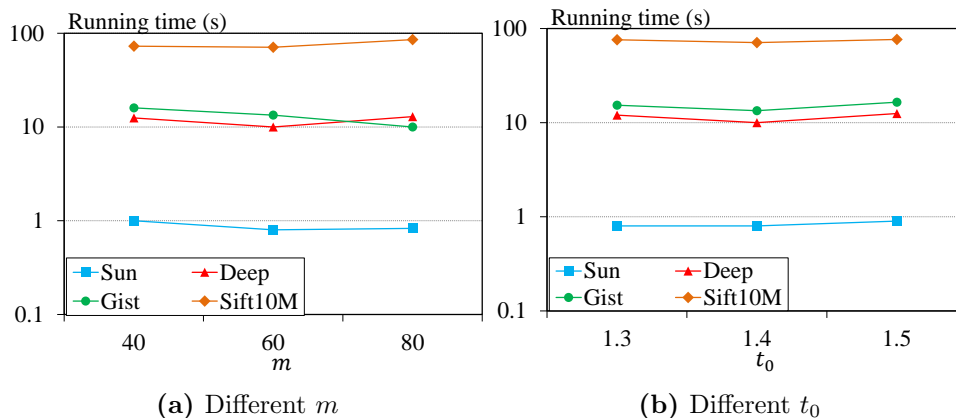 Running time (s)
100
10
1
0.1
Sun Deep
Gist Sift10M
40 60 80
m
(a) Different m
Running time (s)
100
10
1
0.1
Sun Deep
Gist Sift10M
1.3 1.4 1.5
t₀
(b) Different t₀